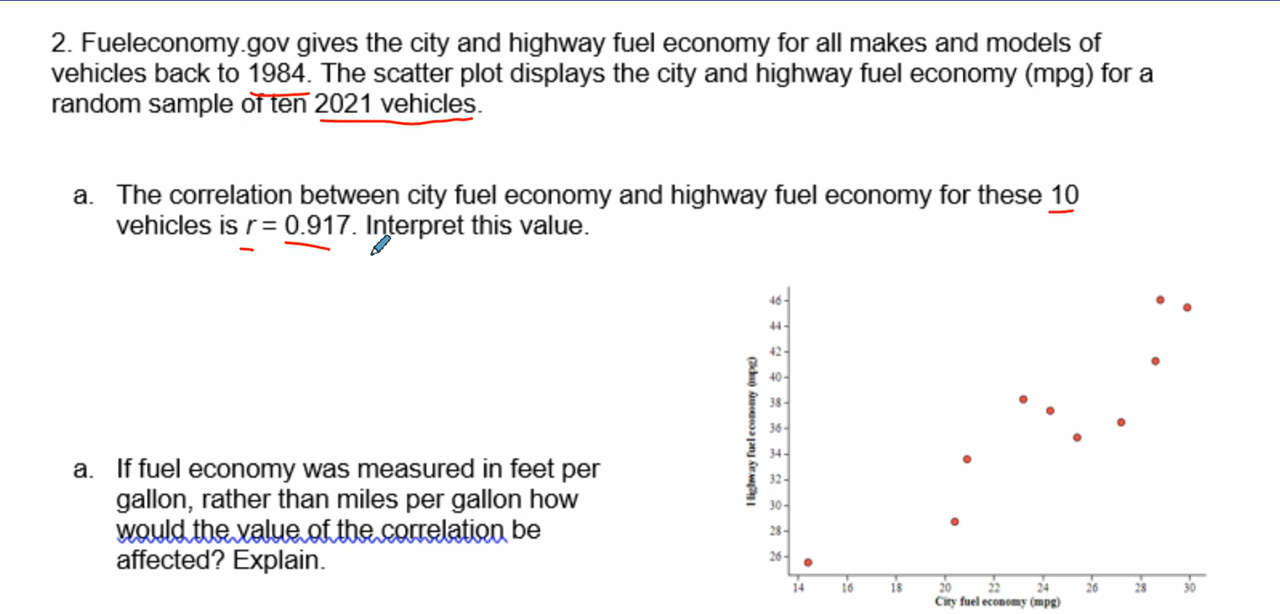 2. Fueleconomy.gov gives the city and highway fuel economy for all makes and models of
vehicles back to 1984. The scatter plot displays the city and highway fuel economy (mpg) for a
random sample of ten 2021 vehicles.
a. The correlation between city fuel economy and highway fuel economy for these 10
vehicles is r = 0.917. Interpret this value.
a. If fuel economy was measured in feet per
gallon, rather than miles per gallon how
would the value of the correlation be
affected? Explain.
Highway fuel economy (mpg)
46
44
42
40
38
36
34
32
30
28
26
14 16 18 20 22 24 26 28 30
City fuel economy (mpg)